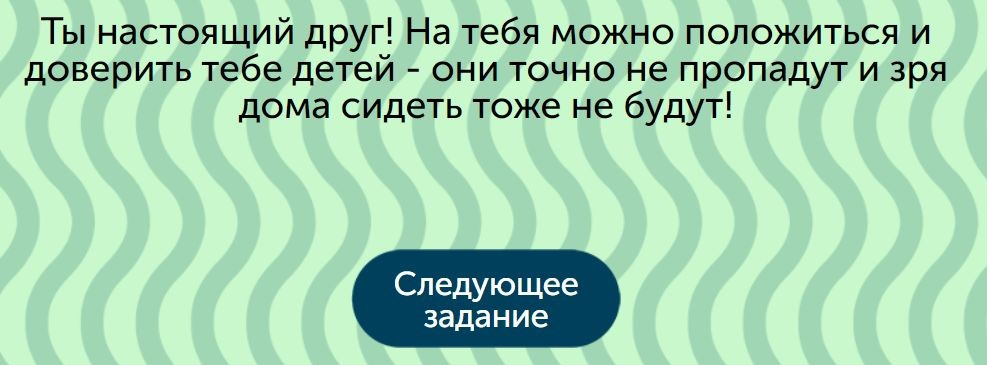 Ты настоящий друг! На тебя можно положиться и
доверить тебе детей - они точно не пропадут и зря
дома сидеть тоже не будут!
Следующее
задание